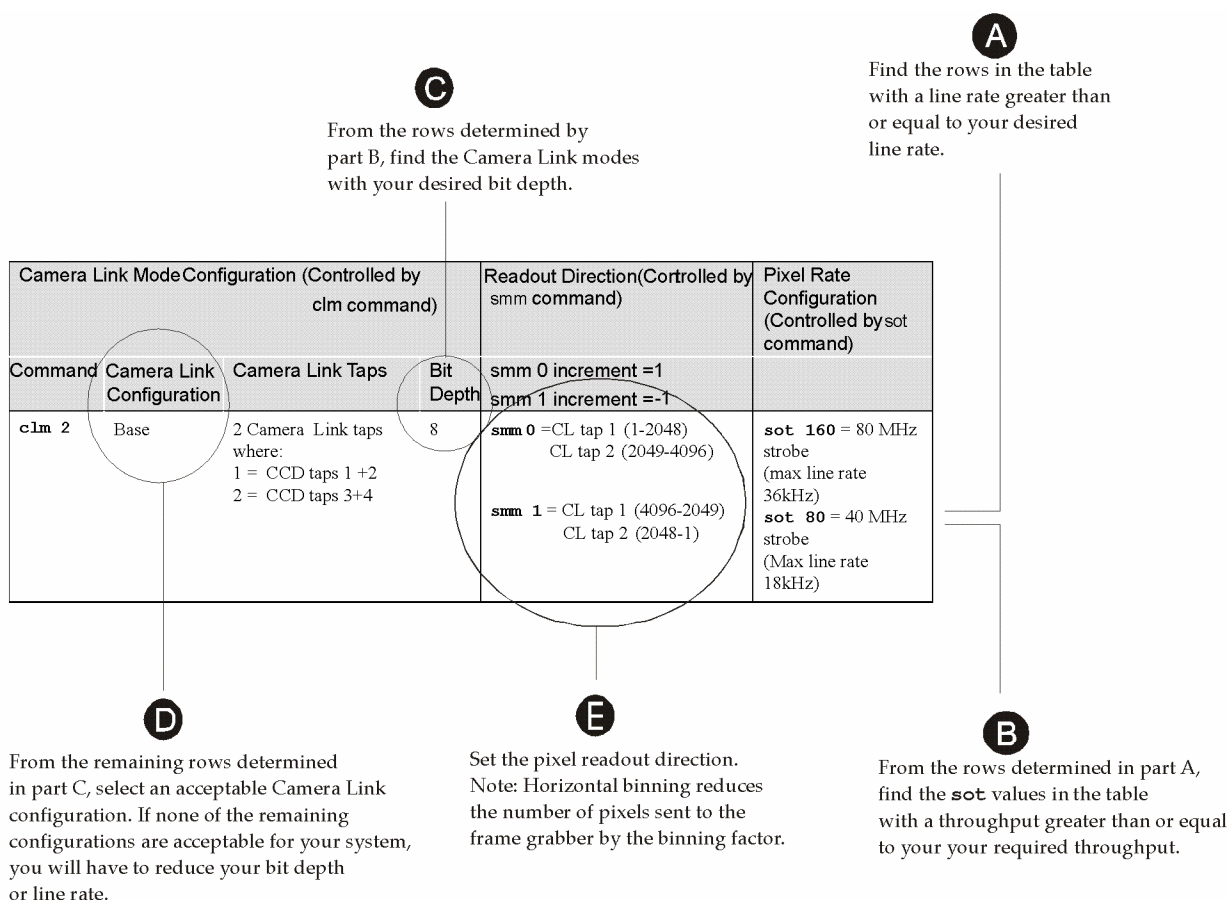 A
Find the rows in the table
with a line rate greater than
or equal to your desired
line rate.
C
From the rows determined by
part B, find the Camera Link modes
with your desired bit depth.
Camera Link ModeConfiguration (Controlled by
clm command)
Readout Direction(Controlled by
smm command)
Pixel Rate
Configuration
(Controlled by sot
command)
Command
Camera Link
Configuration
Camera Link Taps
Bit
Depth
smm 0 increment =1
smm 1 increment =-1
clm 2
Base
2 Camera Link taps
where:
1 = CCD taps 1 +2
2 = CCD taps 3+4
8
smm 0 =CL tap 1 (1-2048)
CL tap 2 (2049-4096)
smm 1 = CL tap 1 (4096-2049)
CL tap 2 (2048-1)
sot 160 = 80 MHz
strobe
(max line rate
36kHz)
sot 80 = 40 MHz
strobe
(Max line rate
18kHz)
D
From the remaining rows determined
in part C, select an acceptable Camera Link
configuration. If none of the remaining
configurations are acceptable for your system,
you will have to reduce your bit depth
or line rate.
E
Set the pixel readout direction.
Note: Horizontal binning reduces
the number of pixels sent to the
frame grabber by the binning factor.
B
From the rows determined in part A,
find the sot values in the table
with a throughput greater than or equal
to your your required throughput.